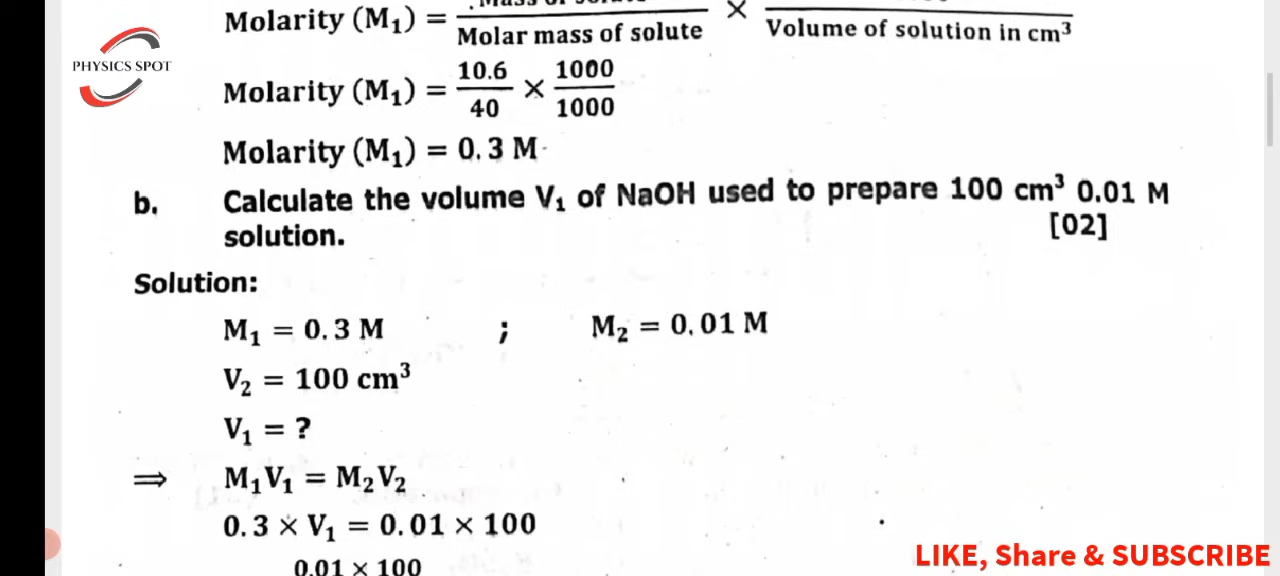 Molarity (M₁) = ――― × ―――
Molar mass of solute Volume of solution in cm³
PHYSICS SPOT
Molarity (M₁) = 10.6/40 × 1000/1000
Molarity (M₁) = 0.3 M
b. Calculate the volume V₁ of NaOH used to prepare 100 cm³ 0.01 M
solution. [02]
Solution:
M₁ = 0.3 M ; M₂ = 0.01 M
V₂ = 100 cm³
V₁ = ?
⟹ M₁V₁ = M₂V₂
0.3 × V₁ = 0.01 × 100
0.01 × 100
LIKE, Share & SUBSCRIBE